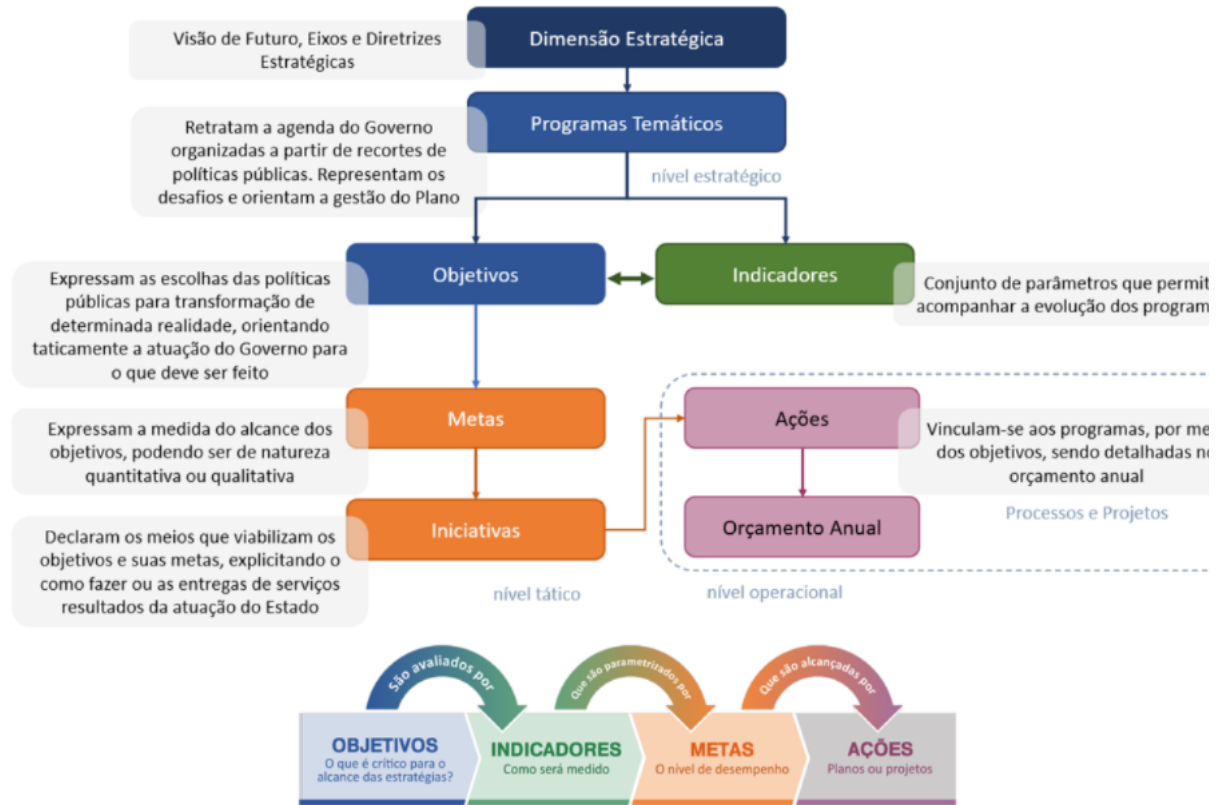 Visão de Futuro, Eixos e Diretrizes
Estratégicas
Dimensão Estratégica
Programas Temáticos
Retratam a agenda do Governo
organizadas a partir de recortes de
políticas públicas. Representam os
desafios e orientam a gestão do Plano
nível estratégico
Objetivos
Indicadores
Expressam as escolhas das políticas
públicas para transformação de
determinada realidade, orientando
taticamente a atuação do Governo para
o que deve ser feito
Conjunto de parâmetros que permit
acompanhar a evolução dos program
Metas
Ações
Expressam a medida do alcance dos
objetivos, podendo ser de natureza
quantitativa ou qualitativa
Vinculam-se aos programas, por me
dos objetivos, sendo detalhadas n
orçamento anual
Processos e Projetos
Iniciativas
Orçamento Anual
Declaram os meios que viabilizam os
objetivos e suas metas, explicitando o
como fazer ou as entregas de serviços
resultados da atuação do Estado
nível tático
nível operacional
São avaliados por
Que são parametrizados por
Que são alcançadas por
OBJETIVOS
O que é crítico para o
alcance das estratégias?
INDICADORES
Como será medido
METAS
O nível de desempenho
AÇÕES
Planos ou projetos